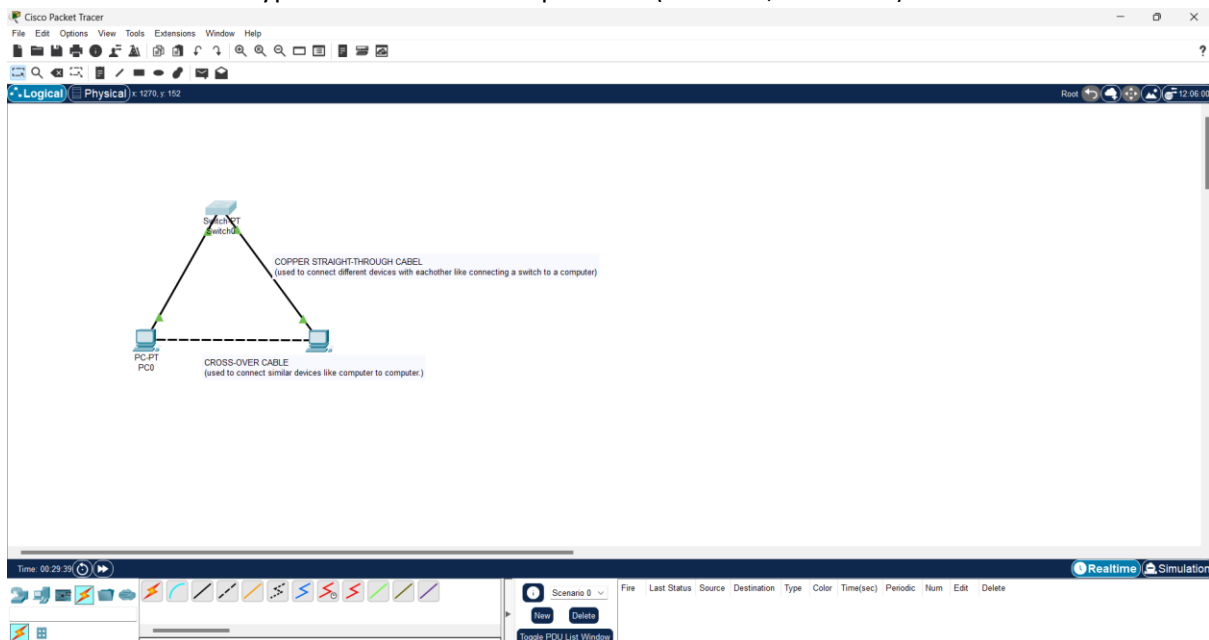 Cisco Packet Tracer
File Edit Options View Tools Extensions Window Help
?
Logical Physical x: 1270, y: 152
Root 12:06:00
Switch-PT
Switch0
COPPER STRAIGHT-THROUGH CABEL
(used to connect different devices with eachother like connecting a switch to a computer)
PC-PT
PC0
CROSS-OVER CABLE
(used to connect similar devices like computer to computer.)
Time: 00:29:39
Realtime Simulation
Scenario 0
Fire Last Status Source Destination Type Color Time(sec) Periodic Num Edit Delete
New Delete
Toggle PDU List Window